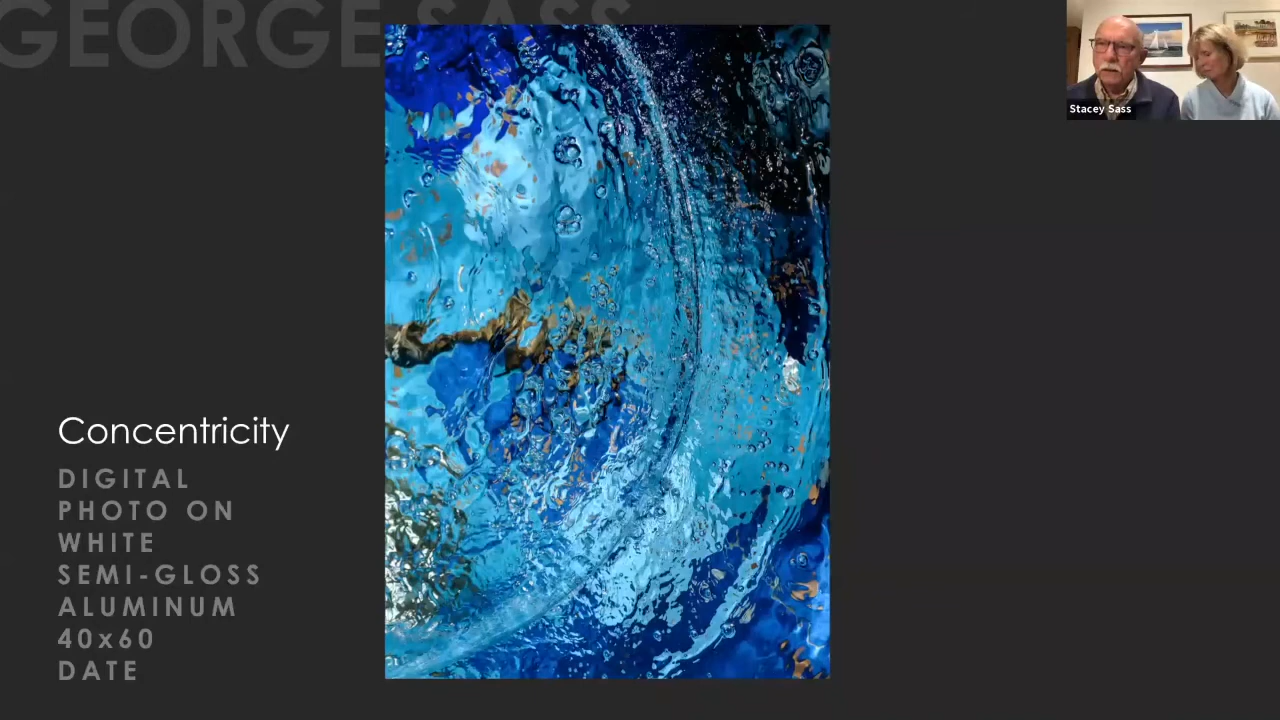 GEORGE SASS
Stacey Sass
Concentricity
DIGITAL
PHOTO ON
WHITE
SEMI-GLOSS
ALUMINUM
40x60
DATE